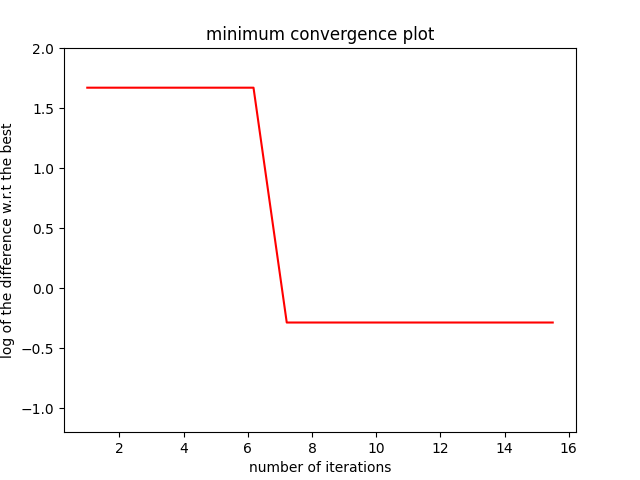 minimum convergence plot
2.0
1.5
1.0
0.5
0.0
−0.5
−1.0
log of the difference w.r.t the best
2 4 6 8 10 12 14 16
number of iterations